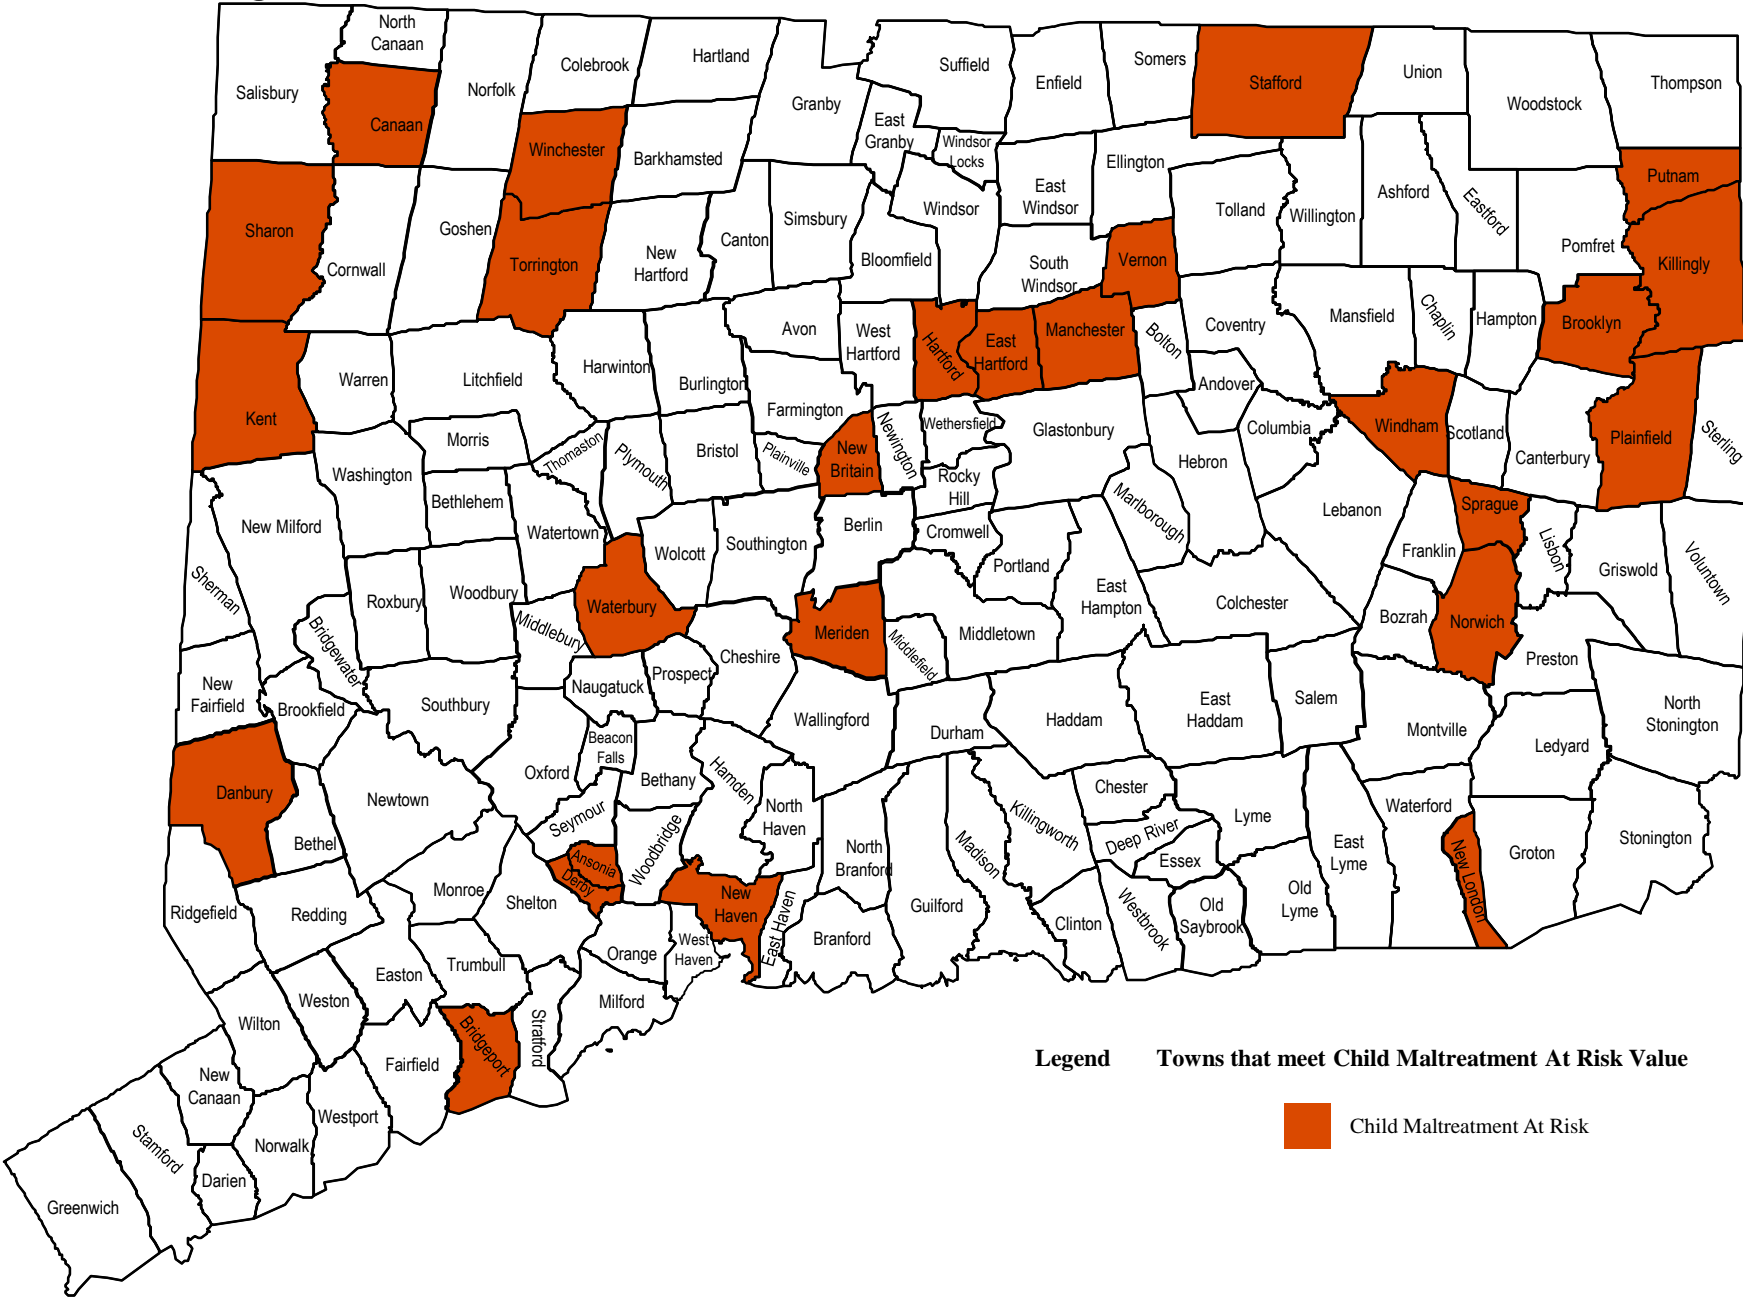 North
Canaan
Colebrook
Hartland
Suffield
Enfield
Somers
Stafford
Union
Thompson
Salisbury
Canaan
Norfolk
Granby
Woodstock
East
Granby
Windsor
Locks
Winchester
Barkhamsted
Ellington
Putnam
East
Windsor
Windsor
Tolland
Willington
Ashford
Eastford
Sharon
Goshen
Simsbury
Canton
Pomfret
Cornwall
Torrington
New
Hartford
Bloomfield
South
Windsor
Vernon
Killingly
Avon
West
Hartford
Hartford
East
Hartford
Manchester
Bolton
Coventry
Mansfield
Chaplin
Hampton
Brooklyn
Warren
Litchfield
Harwinton
Burlington
Andover
Kent
Farmington
Morris
Thomaston
Plymouth
Bristol
Plainville
New
Britain
Newington
Wethersfield
Glastonbury
Columbia
Windham
Scotland
Plainfield
Sterling
Canterbury
Washington
Hebron
Rocky
Hill
Bethlehem
Marlborough
Lebanon
Sprague
New Milford
Watertown
Wolcott
Southington
Berlin
Cromwell
Franklin
Lisbon
Voluntown
Portland
Griswold
Sherman
Roxbury
Woodbury
Waterbury
East
Hampton
Colchester
Bozrah
Norwich
Bridgewater
Middlebury
Meriden
Middlefield
Middletown
Cheshire
Preston
New
Fairfield
Brookfield
Southbury
Naugatuck
Prospect
Wallingford
Durham
Haddam
East
Haddam
Salem
Montville
North
Stonington
Beacon
Falls
Ledyard
Danbury
Newtown
Oxford
Bethany
Hamden
North
Haven
Chester
Killingworth
Waterford
Lyme
Bethel
Seymour
Woodbridge
North
Branford
Madison
Deep River
Essex
East
Lyme
New London
Groton
Stonington
Ansonia
Derby
Ridgefield
Redding
Monroe
Shelton
New
Haven
East Haven
Guilford
Clinton
Westbrook
Old
Saybrook
Old
Lyme
Orange
West
Haven
Branford
Easton
Trumbull
Weston
Milford
Wilton
Bridgeport
Stratford
Fairfield
Legend
Towns that meet Child Maltreatment At Risk Value
New
Canaan
Westport
Child Maltreatment At Risk
Stamford
Norwalk
Darien
Greenwich